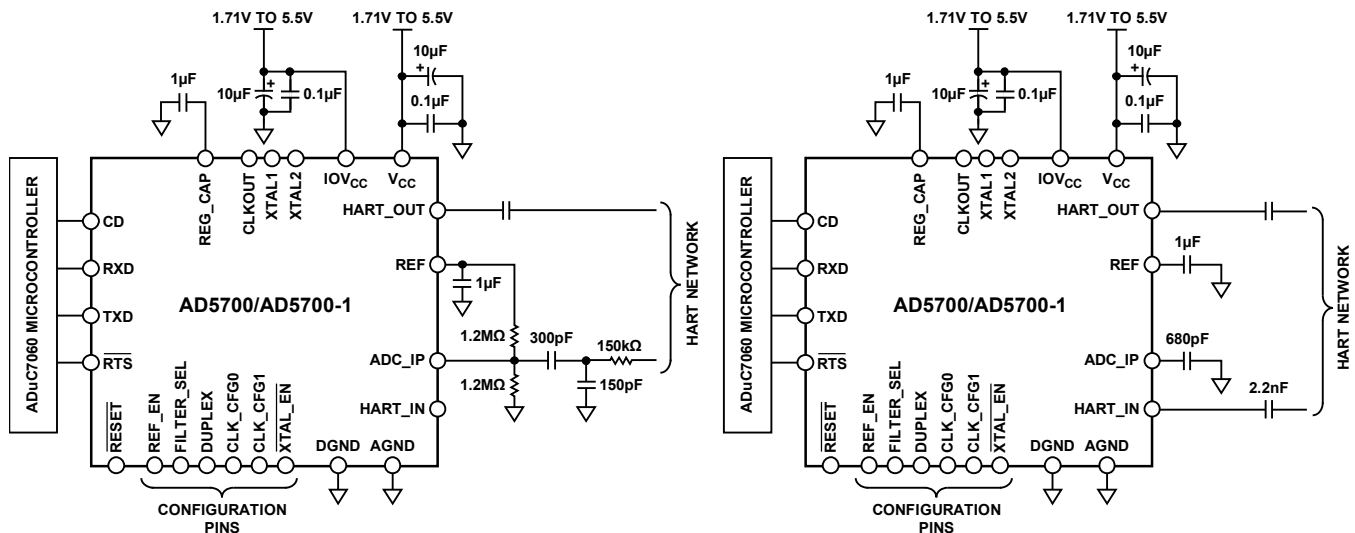 1.71V TO 5.5V
1.71V TO 5.5V
10µF
+
1µF
+
10µF
0.1µF
0.1µF
REG_CAP
CLKOUT
XTAL1
XTAL2
IOVCC
VCC
ADuC7060 MICROCONTROLLER
CD
RXD
TXD
RTS
AD5700/AD5700-1
HART_OUT
REF
1µF
1.2MΩ
300pF
150kΩ
ADC_IP
1.2MΩ
150pF
HART_IN
HART NETWORK
RESET
REF_EN
FILTER_SEL
DUPLEX
CLK_CFG0
CLK_CFG1
XTAL_EN
DGND
AGND
CONFIGURATION
PINS
1.71V TO 5.5V
1.71V TO 5.5V
10µF
+
1µF
+
10µF
0.1µF
0.1µF
REG_CAP
CLKOUT
XTAL1
XTAL2
IOVCC
VCC
ADuC7060 MICROCONTROLLER
CD
RXD
TXD
RTS
AD5700/AD5700-1
HART_OUT
REF
1µF
ADC_IP
680pF
HART_IN
2.2nF
HART NETWORK
RESET
REF_EN
FILTER_SEL
DUPLEX
CLK_CFG0
CLK_CFG1
XTAL_EN
DGND
AGND
CONFIGURATION
PINS